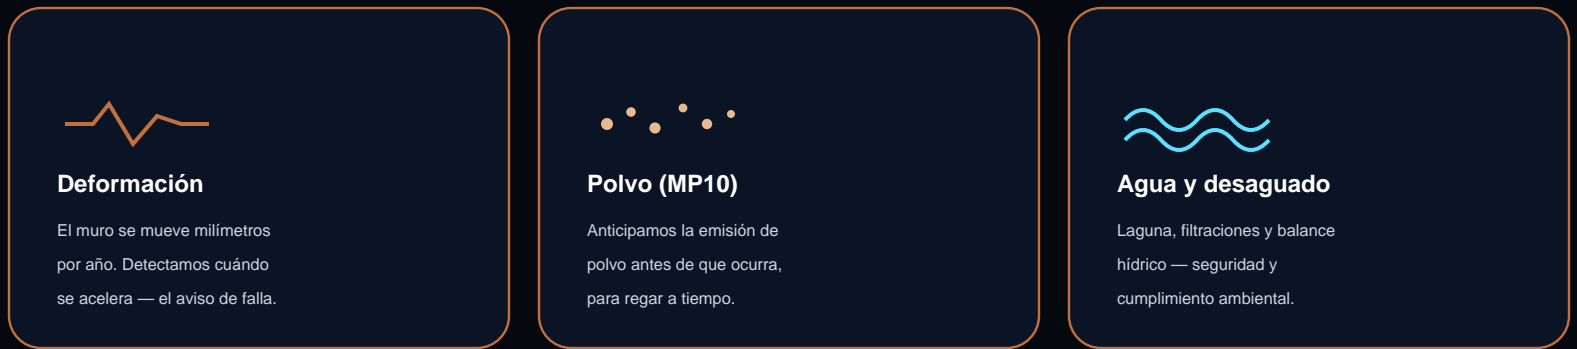 Deformación
El muro se mueve milímetros
por año. Detectamos cuándo
se acelera — el aviso de falla.
Polvo (MP10)
Anticipamos la emisión de
polvo antes de que ocurra,
para regar a tiempo.
Agua y desaguado
Laguna, filtraciones y balance
hídrico — seguridad y
cumplimiento ambiental.